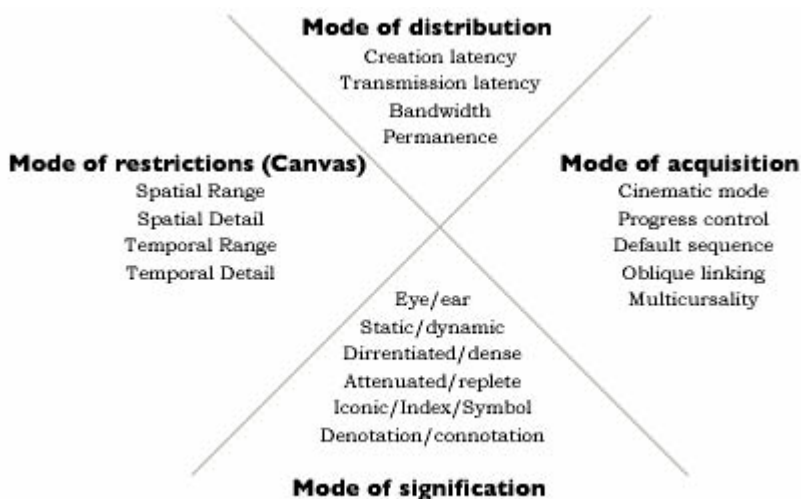 Mode of distribution
Creation latency
Transmission latency
Bandwidth
Permanence
Mode of restrictions (Canvas)
Spatial Range
Spatial Detail
Temporal Range
Temporal Detail
Mode of acquisition
Cinematic mode
Progress control
Default sequence
Oblique linking
Multicursality
Eye/ear
Static/dynamic
Dirrentiated/dense
Attenuated/replete
Iconic/Index/Symbol
Denotation/connotation
Mode of signification